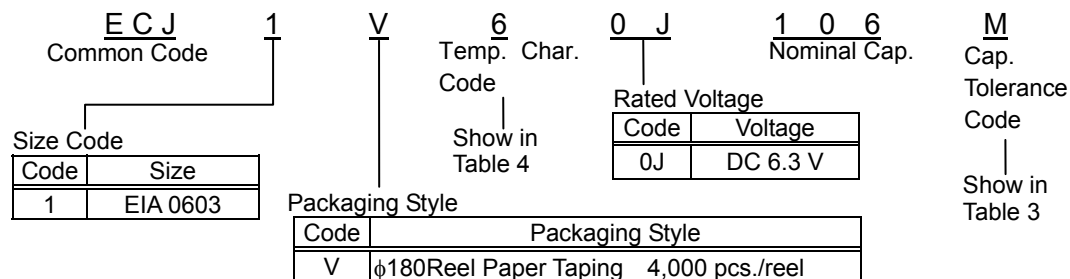 E C J 1 V 6 0 J 1 0 6 M
Common Code
Temp. Char.
Code
Nominal Cap.
Cap.
Tolerance
Code
Size Code
Code Size
1 EIA 0603
Show in
Table 4
Rated Voltage
Code Voltage
0J DC 6.3 V
Show in
Table 3
Packaging Style
Code Packaging Style
V ϕ180Reel Paper Taping 4,000 pcs./reel